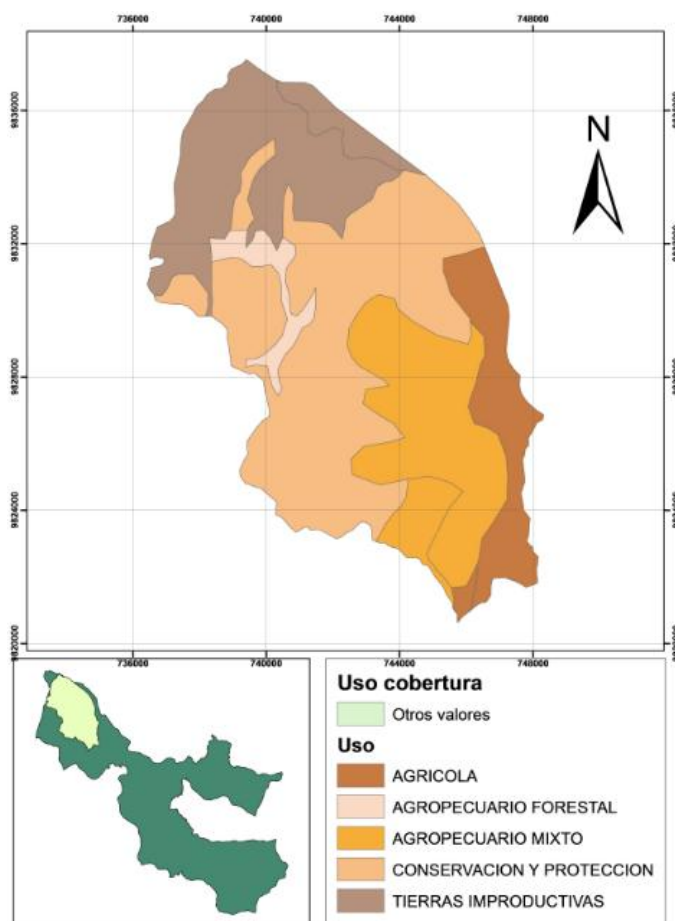 736000 740000 744000 748000
9836000
N
9832000
9828000
9824000
9820000
736000 740000 744000 748000
Uso cobertura
Otros valores
Uso
AGRICOLA
AGROPECUARIO FORESTAL
AGROPECUARIO MIXTO
CONSERVACION Y PROTECCION
TIERRAS IMPRODUCTIVAS